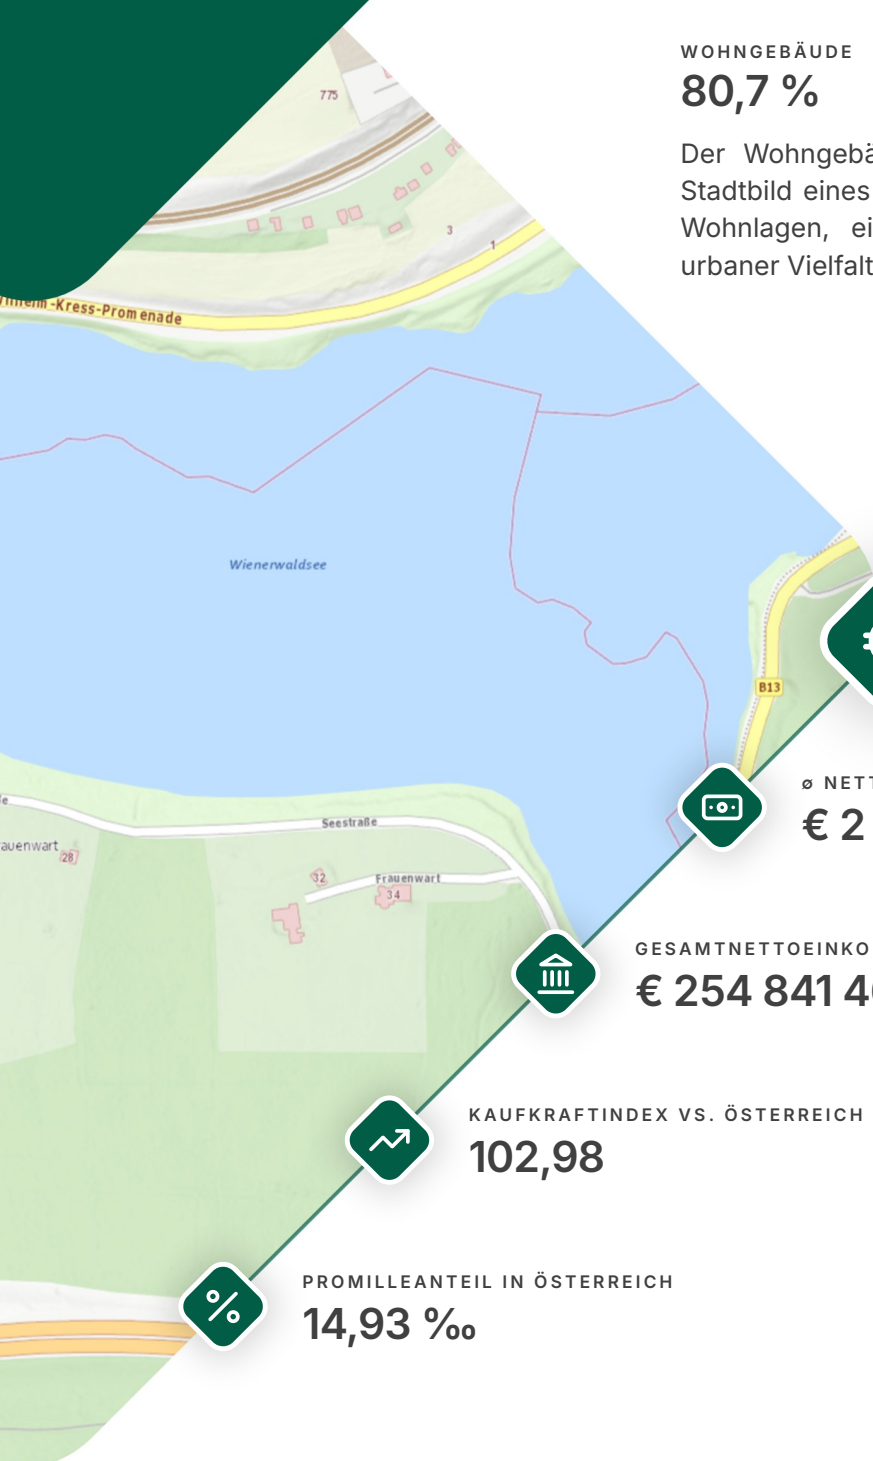 WOHNGEBÄUDE
80,7 %
Der Wohngebä
Stadtbild eines
Wohnlagen, ei
urbaner Vielfalt
775
3
1
-Kress-Promenade
Wienerwaldsee
B13
ø NETT
€ 2
Seestraße
auenwart
28
32
Frauenwart
34
GESAMTNETTOEINKO
€ 254 841 4
KAUFKRAFTINDEX VS. ÖSTERREICH
102,98
PROMILLEANTEIL IN ÖSTERREICH
14,93 ‰